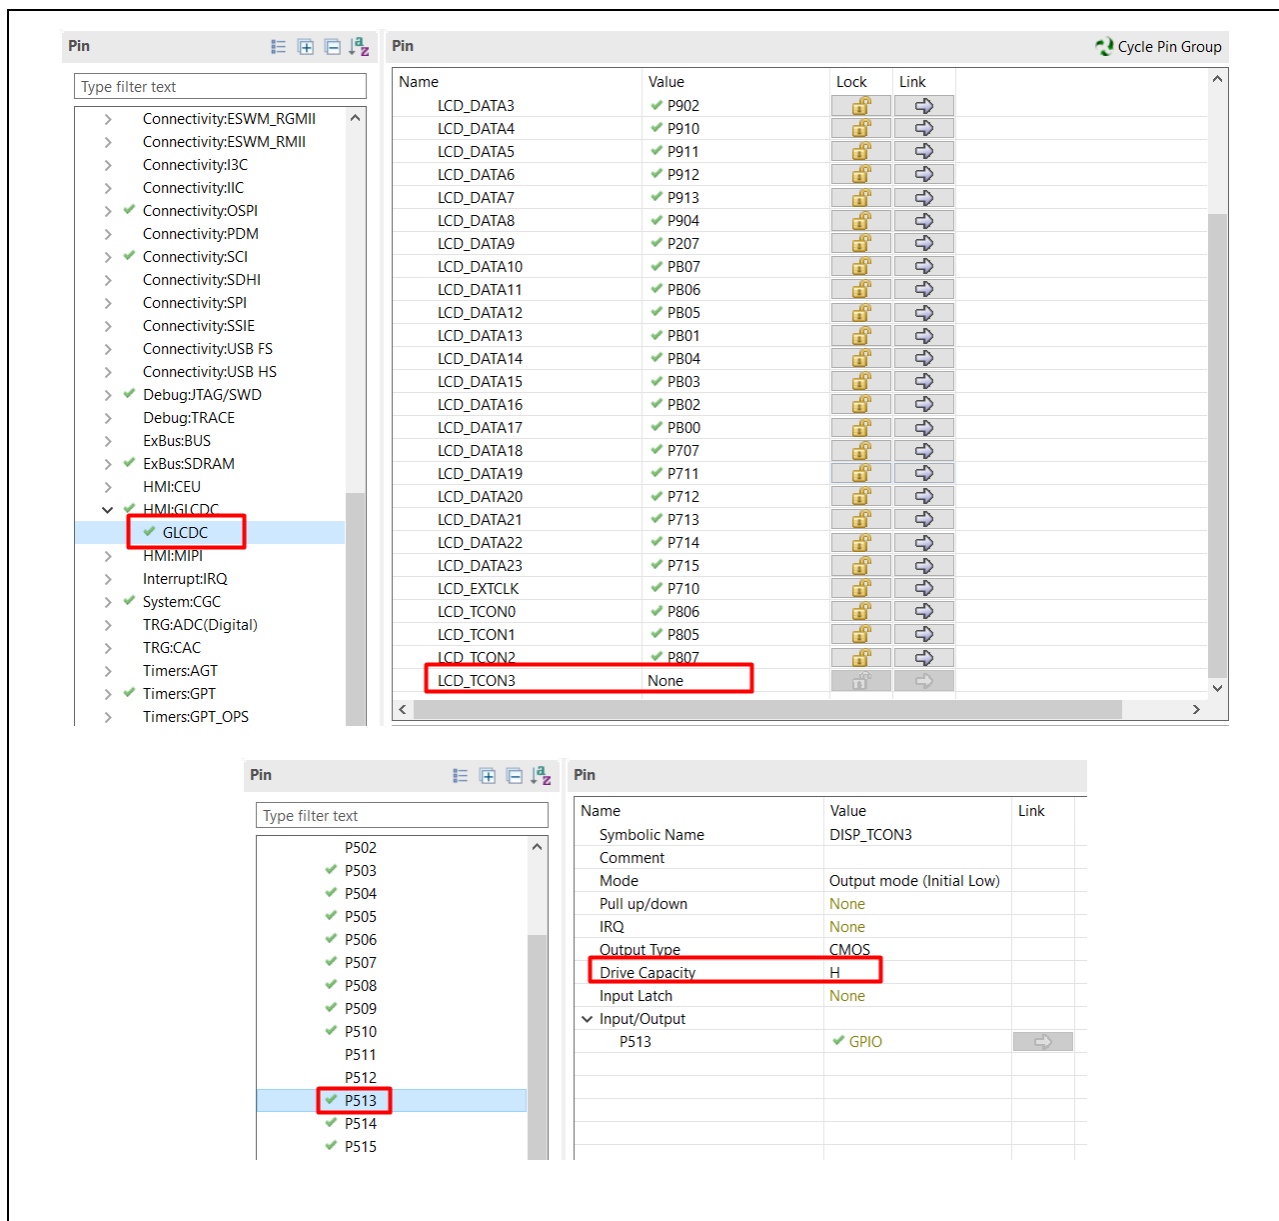 Pin
Type filter text
Connectivity:ESWM_RGMII
Connectivity:ESWM_RMII
Connectivity:I3C
Connectivity:IIC
Connectivity:OSPI
Connectivity:PDM
Connectivity:SCI
Connectivity:SDHI
Connectivity:SPI
Connectivity:SSIE
Connectivity:USB FS
Connectivity:USB HS
Debug:JTAG/SWD
Debug:TRACE
ExBus:BUS
ExBus:SDRAM
HMI:CEU
HMI:GLCDC
GLCDC
HMI:MIPI
Interrupt:IRQ
System:CGC
TRG:ADC(Digital)
TRG:CAC
Timers:AGT
Timers:GPT
Timers:GPT_OPS
Pin Cycle Pin Group
Name Value Lock Link
LCD_DATA3 P902
LCD_DATA4 P910
LCD_DATA5 P911
LCD_DATA6 P912
LCD_DATA7 P913
LCD_DATA8 P904
LCD_DATA9 P207
LCD_DATA10 PB07
LCD_DATA11 PB06
LCD_DATA12 PB05
LCD_DATA13 PB01
LCD_DATA14 PB04
LCD_DATA15 PB03
LCD_DATA16 PB02
LCD_DATA17 PB00
LCD_DATA18 P707
LCD_DATA19 P711
LCD_DATA20 P712
LCD_DATA21 P713
LCD_DATA22 P714
LCD_DATA23 P715
LCD_EXTCLK P710
LCD_TCON0 P806
LCD_TCON1 P805
LCD_TCON2 P807
LCD_TCON3 None
Pin
Type filter text
P502
P503
P504
P505
P506
P507
P508
P509
P510
P511
P512
P513
P514
P515
Pin
Name Value Link
Symbolic Name DISP_TCON3
Comment
Mode Output mode (Initial Low)
Pull up/down None
IRQ None
Output Type CMOS
Drive Capacity H
Input Latch None
Input/Output
P513 GPIO